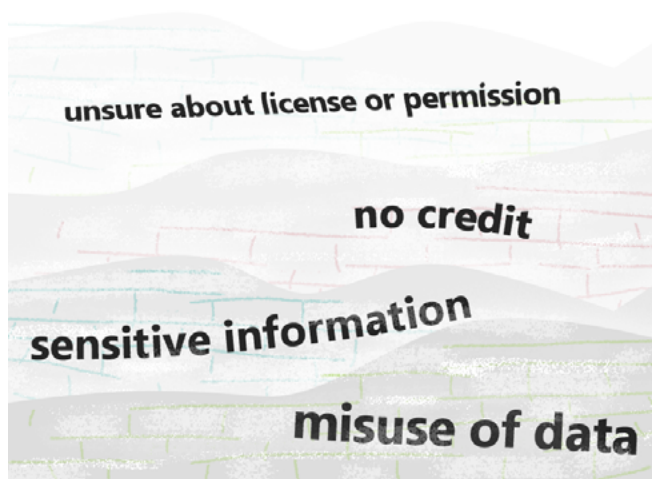 unsure about license or permission
no credit
sensitive information
misuse of data